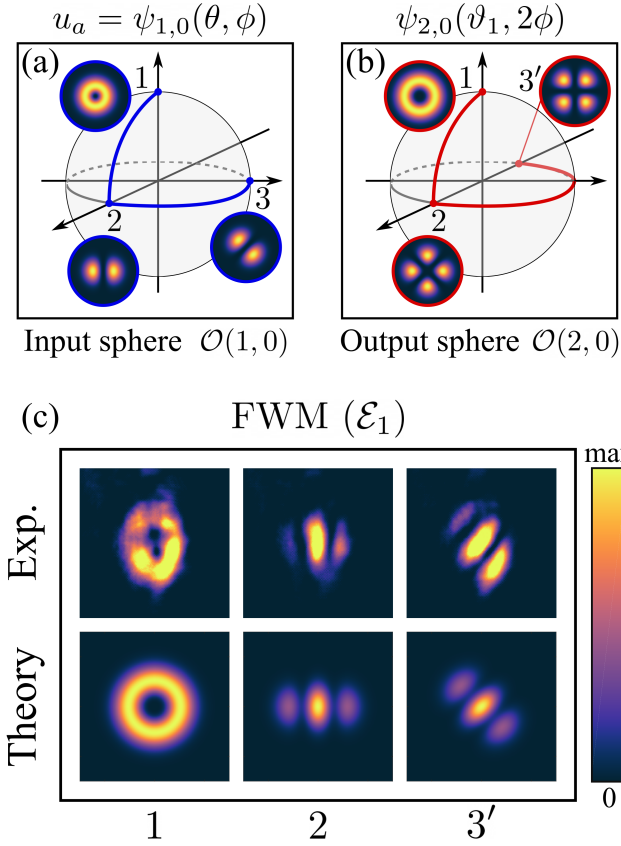 u_a = ψ_{1,0}(θ, ϕ)
ψ_{2,0}(ϑ_1, 2ϕ)
(a)
1
2
3
Input sphere 𝒪(1, 0)
(b)
1
2
3′
Output sphere 𝒪(2, 0)
(c)
FWM (ℰ_1)
max
0
Exp.
Theory
1
2
3′